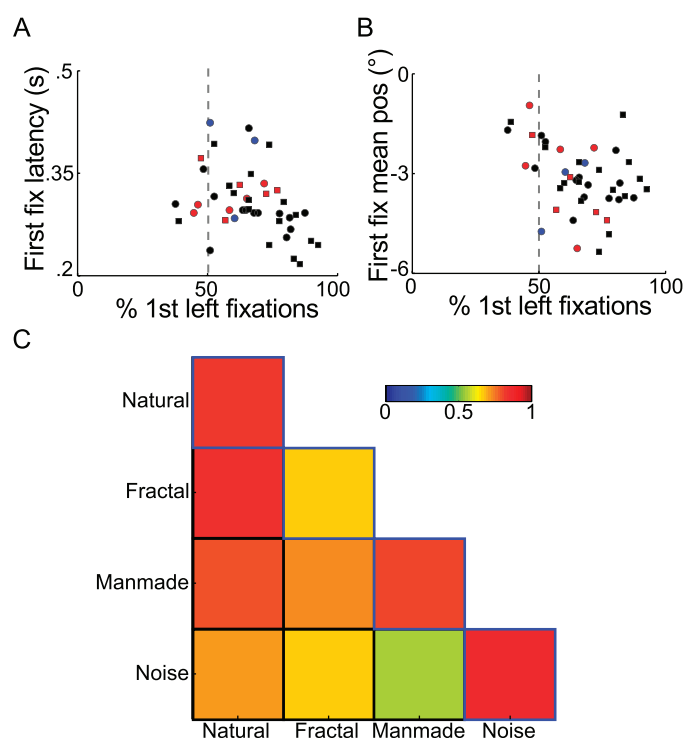 A
B
First fix latency (s)
.5
.35
.2
0
50
100
% 1st left fixations
First fix mean pos (°)
0
-3
-6
0
50
100
% 1st left fixations
C
0
0.5
1
Natural
Fractal
Manmade
Noise
Natural
Fractal
Manmade
Noise